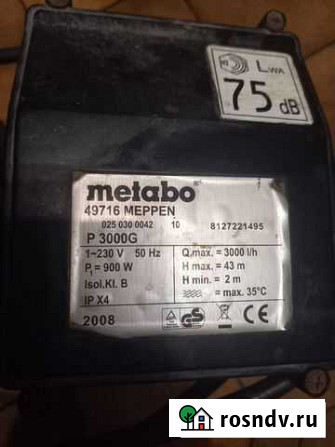 LWA
75 dB
metabo
49716 MEPPEN
025 030 0042 10 8127221495
P 3000G
1~230 V 50 Hz Q max. = 3000 l/h
P₁ = 900 W H max. = 43 m
Isol.Kl. B H min. = 2 m
IP X4 = max. 35°C
2008 CE GS
rosndv.ru